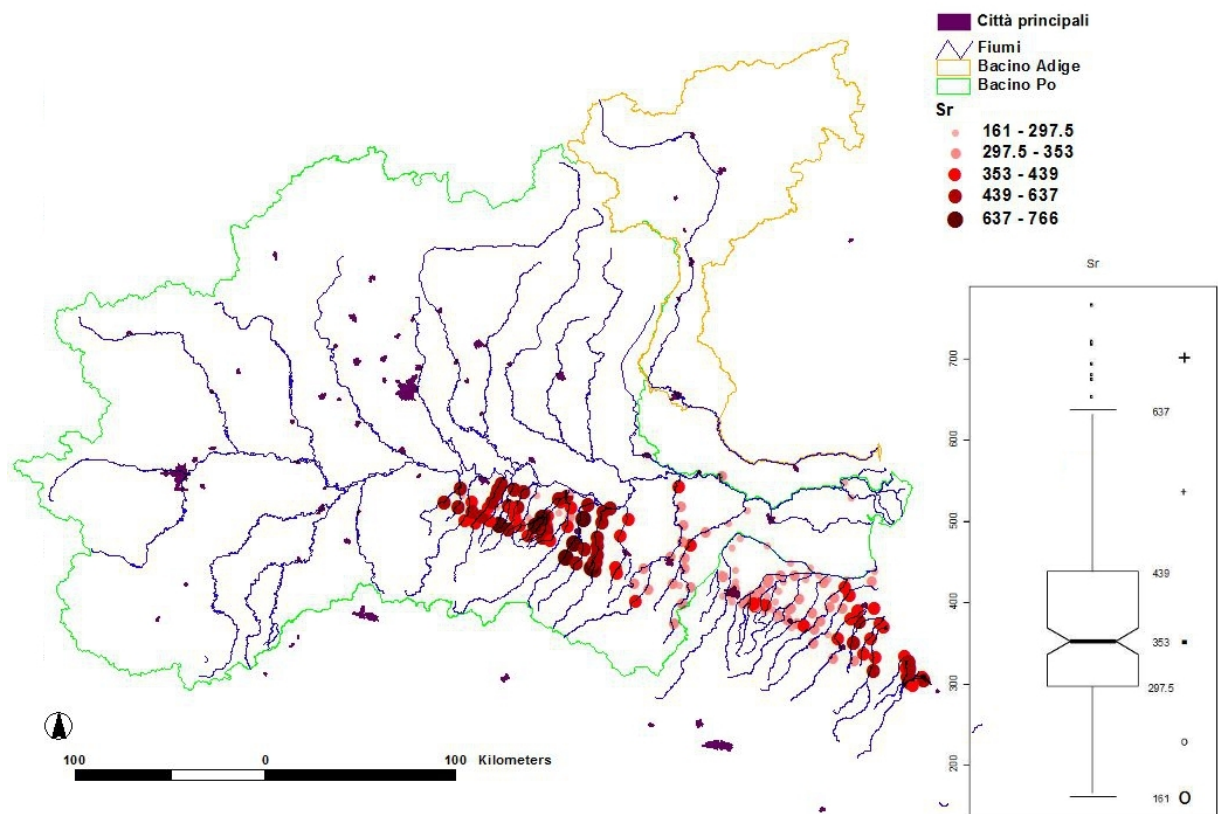 Città principali
Fiumi
Bacino Adige
Bacino Po
Sr
161 - 297.5
297.5 - 353
353 - 439
439 - 637
637 - 766
Sr
700
600
500
400
300
200
637
439
353
297.5
161
100 0 100 Kilometers